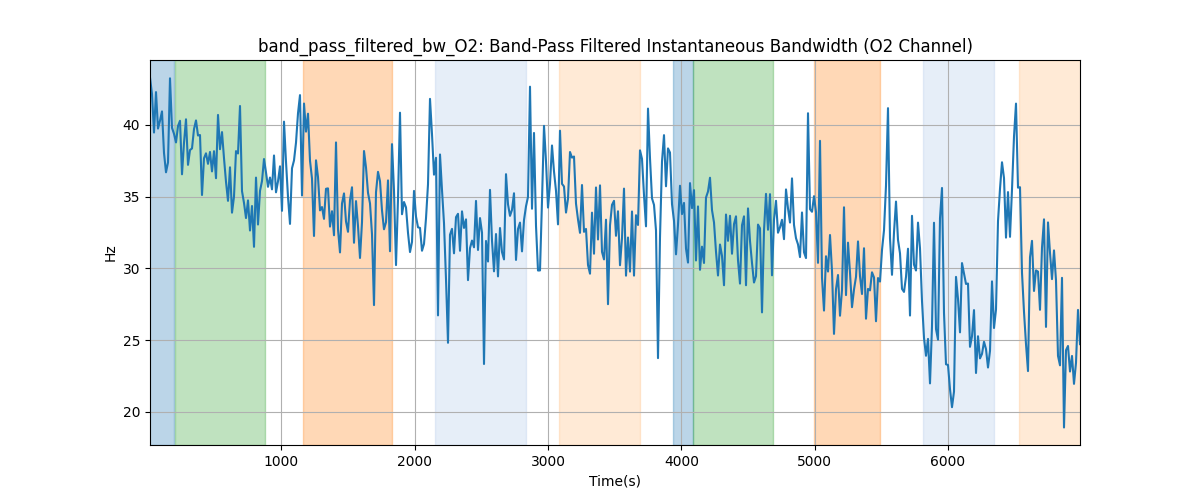 band_pass_filtered_bw_O2: Band-Pass Filtered Instantaneous Bandwidth (O2 Channel)
40
35
30
25
20
Hz
1000 2000 3000 4000 5000 6000
Time(s)